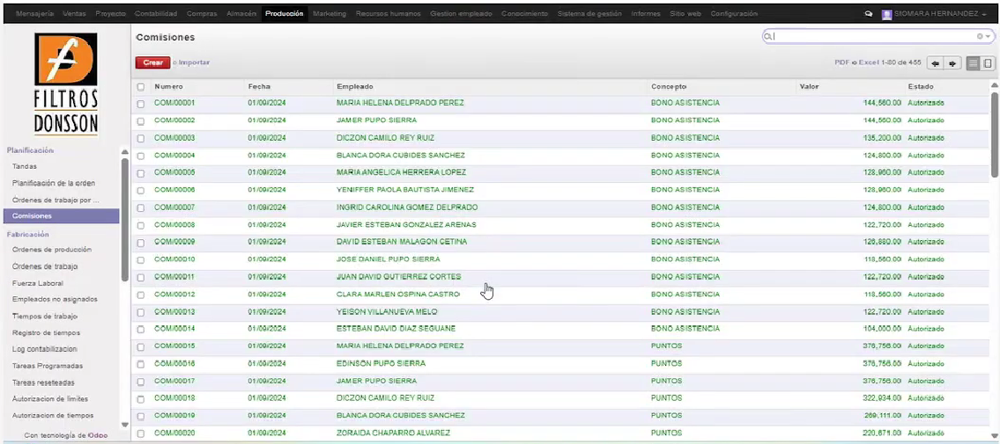 Mensajería Ventas Proyecto Contabilidad Compras Almacén Producción Marketing Recursos humanos Gestion empleado Conocimiento Sistema de gestión Informes Sitio web Configuración SIOMARA HERNANDEZ
FILTROS
DONSSON
Comisiones
Crear o Importar
PDF o Excel 1-80 de 455
Planificación
Tandas
Planificación de la orden
Ordenes de trabajo por ...
Comisiones
Fabricación
Ordenes de producción
Ordenes de trabajo
Fuerza Laboral
Empleados no asignados
Tiempos de trabajo
Registro de tiempos
Log contabilizacion
Tareas Programadas
Tareas reseteadas
Autorizacion de limites
Autorizacion de tiempos
Con tecnología de Odoo
Numero Fecha Empleado Concepto Valor Estado
COM/00001 01/09/2024 MARIA HELENA DELPRADO PEREZ BONO ASISTENCIA 144,560.00 Autorizado
COM/00002 01/09/2024 JAMER PUPO SIERRA BONO ASISTENCIA 144,560.00 Autorizado
COM/00003 01/09/2024 DICZON CAMILO REY RUIZ BONO ASISTENCIA 135,200.00 Autorizado
COM/00004 01/09/2024 BLANCA DORA CUBIDES SANCHEZ BONO ASISTENCIA 124,800.00 Autorizado
COM/00005 01/09/2024 MARIA ANGELICA HERRERA LOPEZ BONO ASISTENCIA 128,960.00 Autorizado
COM/00006 01/09/2024 YENIFFER PAOLA BAUTISTA JIMENEZ BONO ASISTENCIA 128,960.00 Autorizado
COM/00007 01/09/2024 INGRID CAROLINA GOMEZ DELPRADO BONO ASISTENCIA 124,800.00 Autorizado
COM/00008 01/09/2024 JAVIER ESTEBAN GONZALEZ ARENAS BONO ASISTENCIA 122,720.00 Autorizado
COM/00009 01/09/2024 DAVID ESTEBAN MALAGON CETINA BONO ASISTENCIA 126,880.00 Autorizado
COM/00010 01/09/2024 JOSE DANIEL PUPO SIERRA BONO ASISTENCIA 118,560.00 Autorizado
COM/00011 01/09/2024 JUAN DAVID GUTIERREZ CORTES BONO ASISTENCIA 122,720.00 Autorizado
COM/00012 01/09/2024 CLARA MARLEN OSPINA CASTRO BONO ASISTENCIA 118,560.00 Autorizado
COM/00013 01/09/2024 YEISON VILLANUEVA MELO BONO ASISTENCIA 122,720.00 Autorizado
COM/00014 01/09/2024 ESTEBAN DAVID DIAZ SEGUANE BONO ASISTENCIA 104,000.00 Autorizado
COM/00015 01/09/2024 MARIA HELENA DELPRADO PEREZ PUNTOS 376,756.00 Autorizado
COM/00016 01/09/2024 EDINSON PUPO SIERRA PUNTOS 376,756.00 Autorizado
COM/00017 01/09/2024 JAMER PUPO SIERRA PUNTOS 376,756.00 Autorizado
COM/00018 01/09/2024 DICZON CAMILO REY RUIZ PUNTOS 322,934.00 Autorizado
COM/00019 01/09/2024 BLANCA DORA CUBIDES SANCHEZ PUNTOS 269,111.00 Autorizado
COM/00020 01/09/2024 ZORAIDA CHAPARRO ALVAREZ PUNTOS 220,671.00 Autorizado